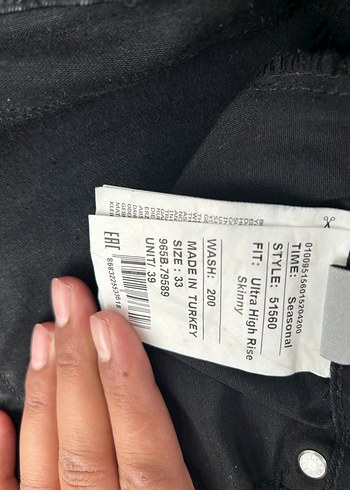 010095156015204200
TIME: Seasonal
STYLE: 51560
FIT: Ultra High Rise
Skinny
WASH: 200
MADE IN TURKEY
SIZE : 33
965B.79589
UNIT/ 39
EAC